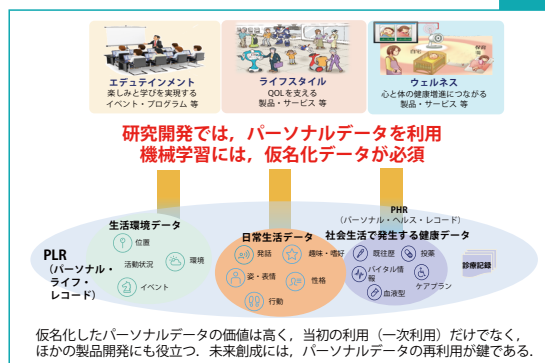 エデュテインメント
楽しみと学びを実現する
イベント・プログラム 等
ライフスタイル
QOLを支える
製品・サービス 等
ウェルネス
心と体の健康増進につながる
製品・サービス 等
研究開発では，パーソナルデータを利用
機械学習には，仮名化データが必須
PHR
（パーソナル・ヘルス・レコード）
生活環境データ
日常生活データ
社会生活で発生する健康データ
PLR
（パーソナル・
ライフ・
レコード）
位置
活動状況
環境
イベント
発話
趣味・嗜好
姿・表情
性格
行動
既往歴
投薬
バイタル情
報
ケアプラン
血液型
診療記録
仮名化したパーソナルデータの価値は高く，当初の利用（一次利用）だけでなく，
ほかの製品開発にも役立つ．未来創成には，パーソナルデータの再利用が鍵である．